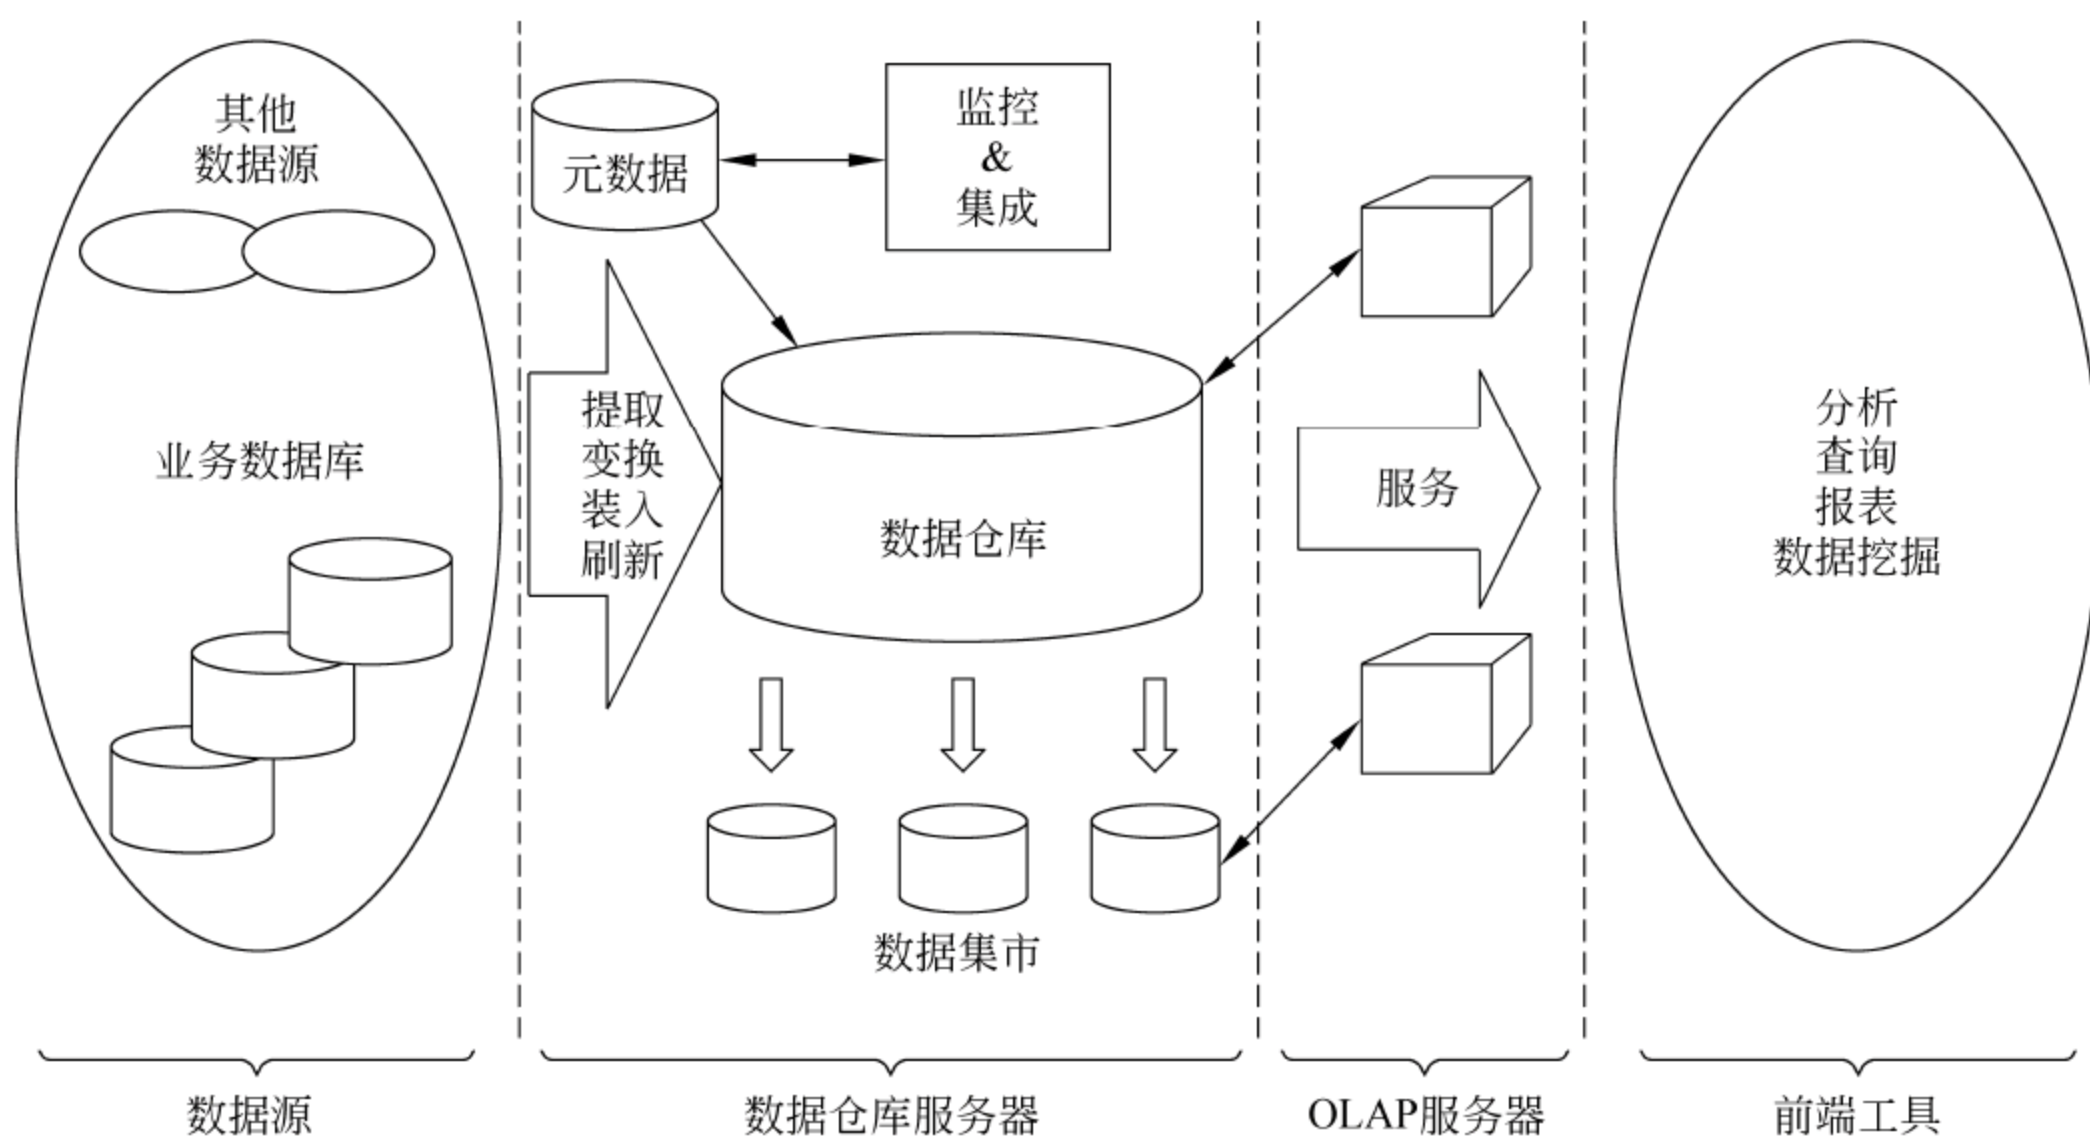 其他
数据源
业务数据库
元数据
监控
&
集成
提取
变换
装入
刷新
数据仓库
数据集市
服务
分析
查询
报表
数据挖掘
数据源
数据仓库服务器
OLAP服务器
前端工具